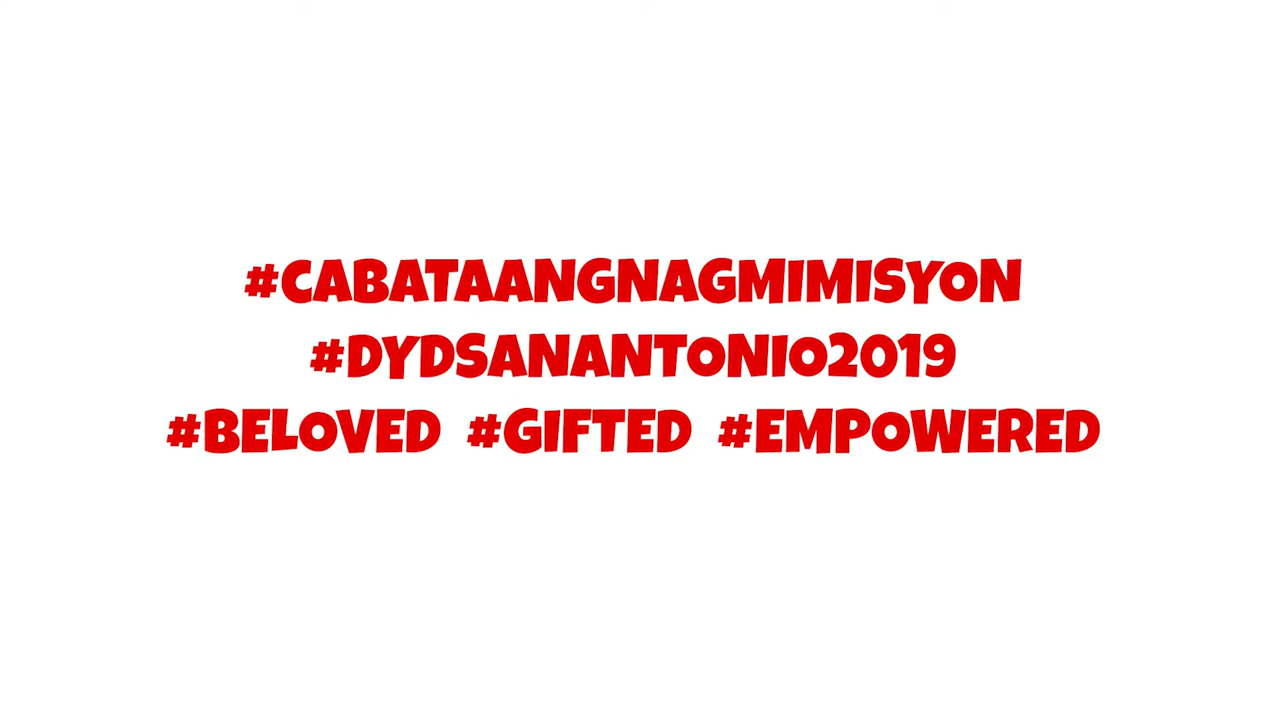 #CABATAANGNAGMIMISYON
#DYDSANANTONIO2019
#BELOVED #GIFTED #EMPOWERED